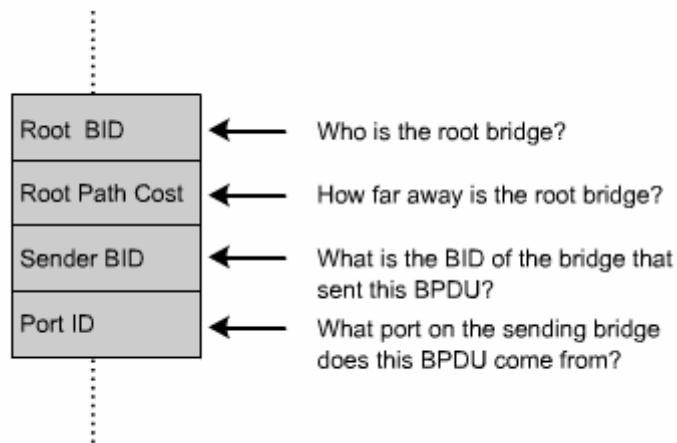 Root BID
Who is the root bridge?
Root Path Cost
How far away is the root bridge?
Sender BID
What is the BID of the bridge that
sent this BPDU?
Port ID
What port on the sending bridge
does this BPDU come from?